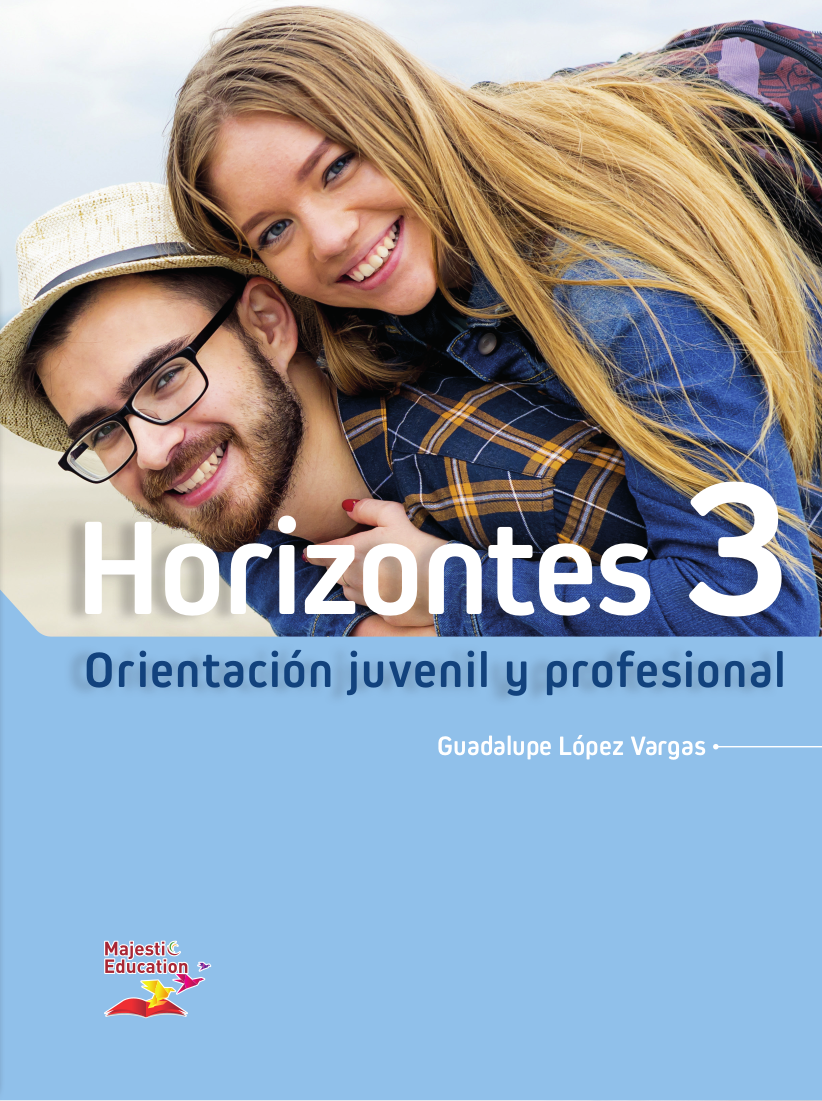 Horizontes 3
Orientación juvenil y profesional
Guadalupe López Vargas
Majestic
Education